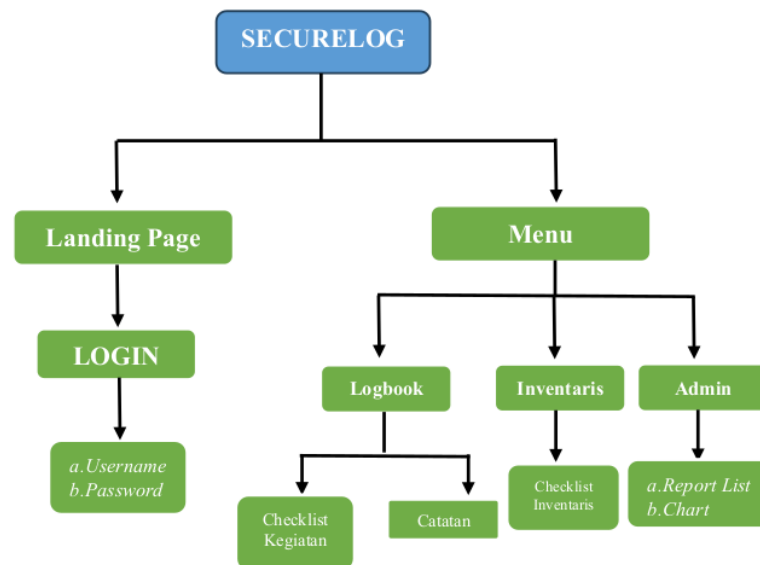 SECURELOG
Landing Page
Menu
LOGIN
Logbook
Inventaris
Admin
a.Username
b.Password
Checklist
Kegiatan
Catatan
Checklist
Inventaris
a.Report List
b.Chart